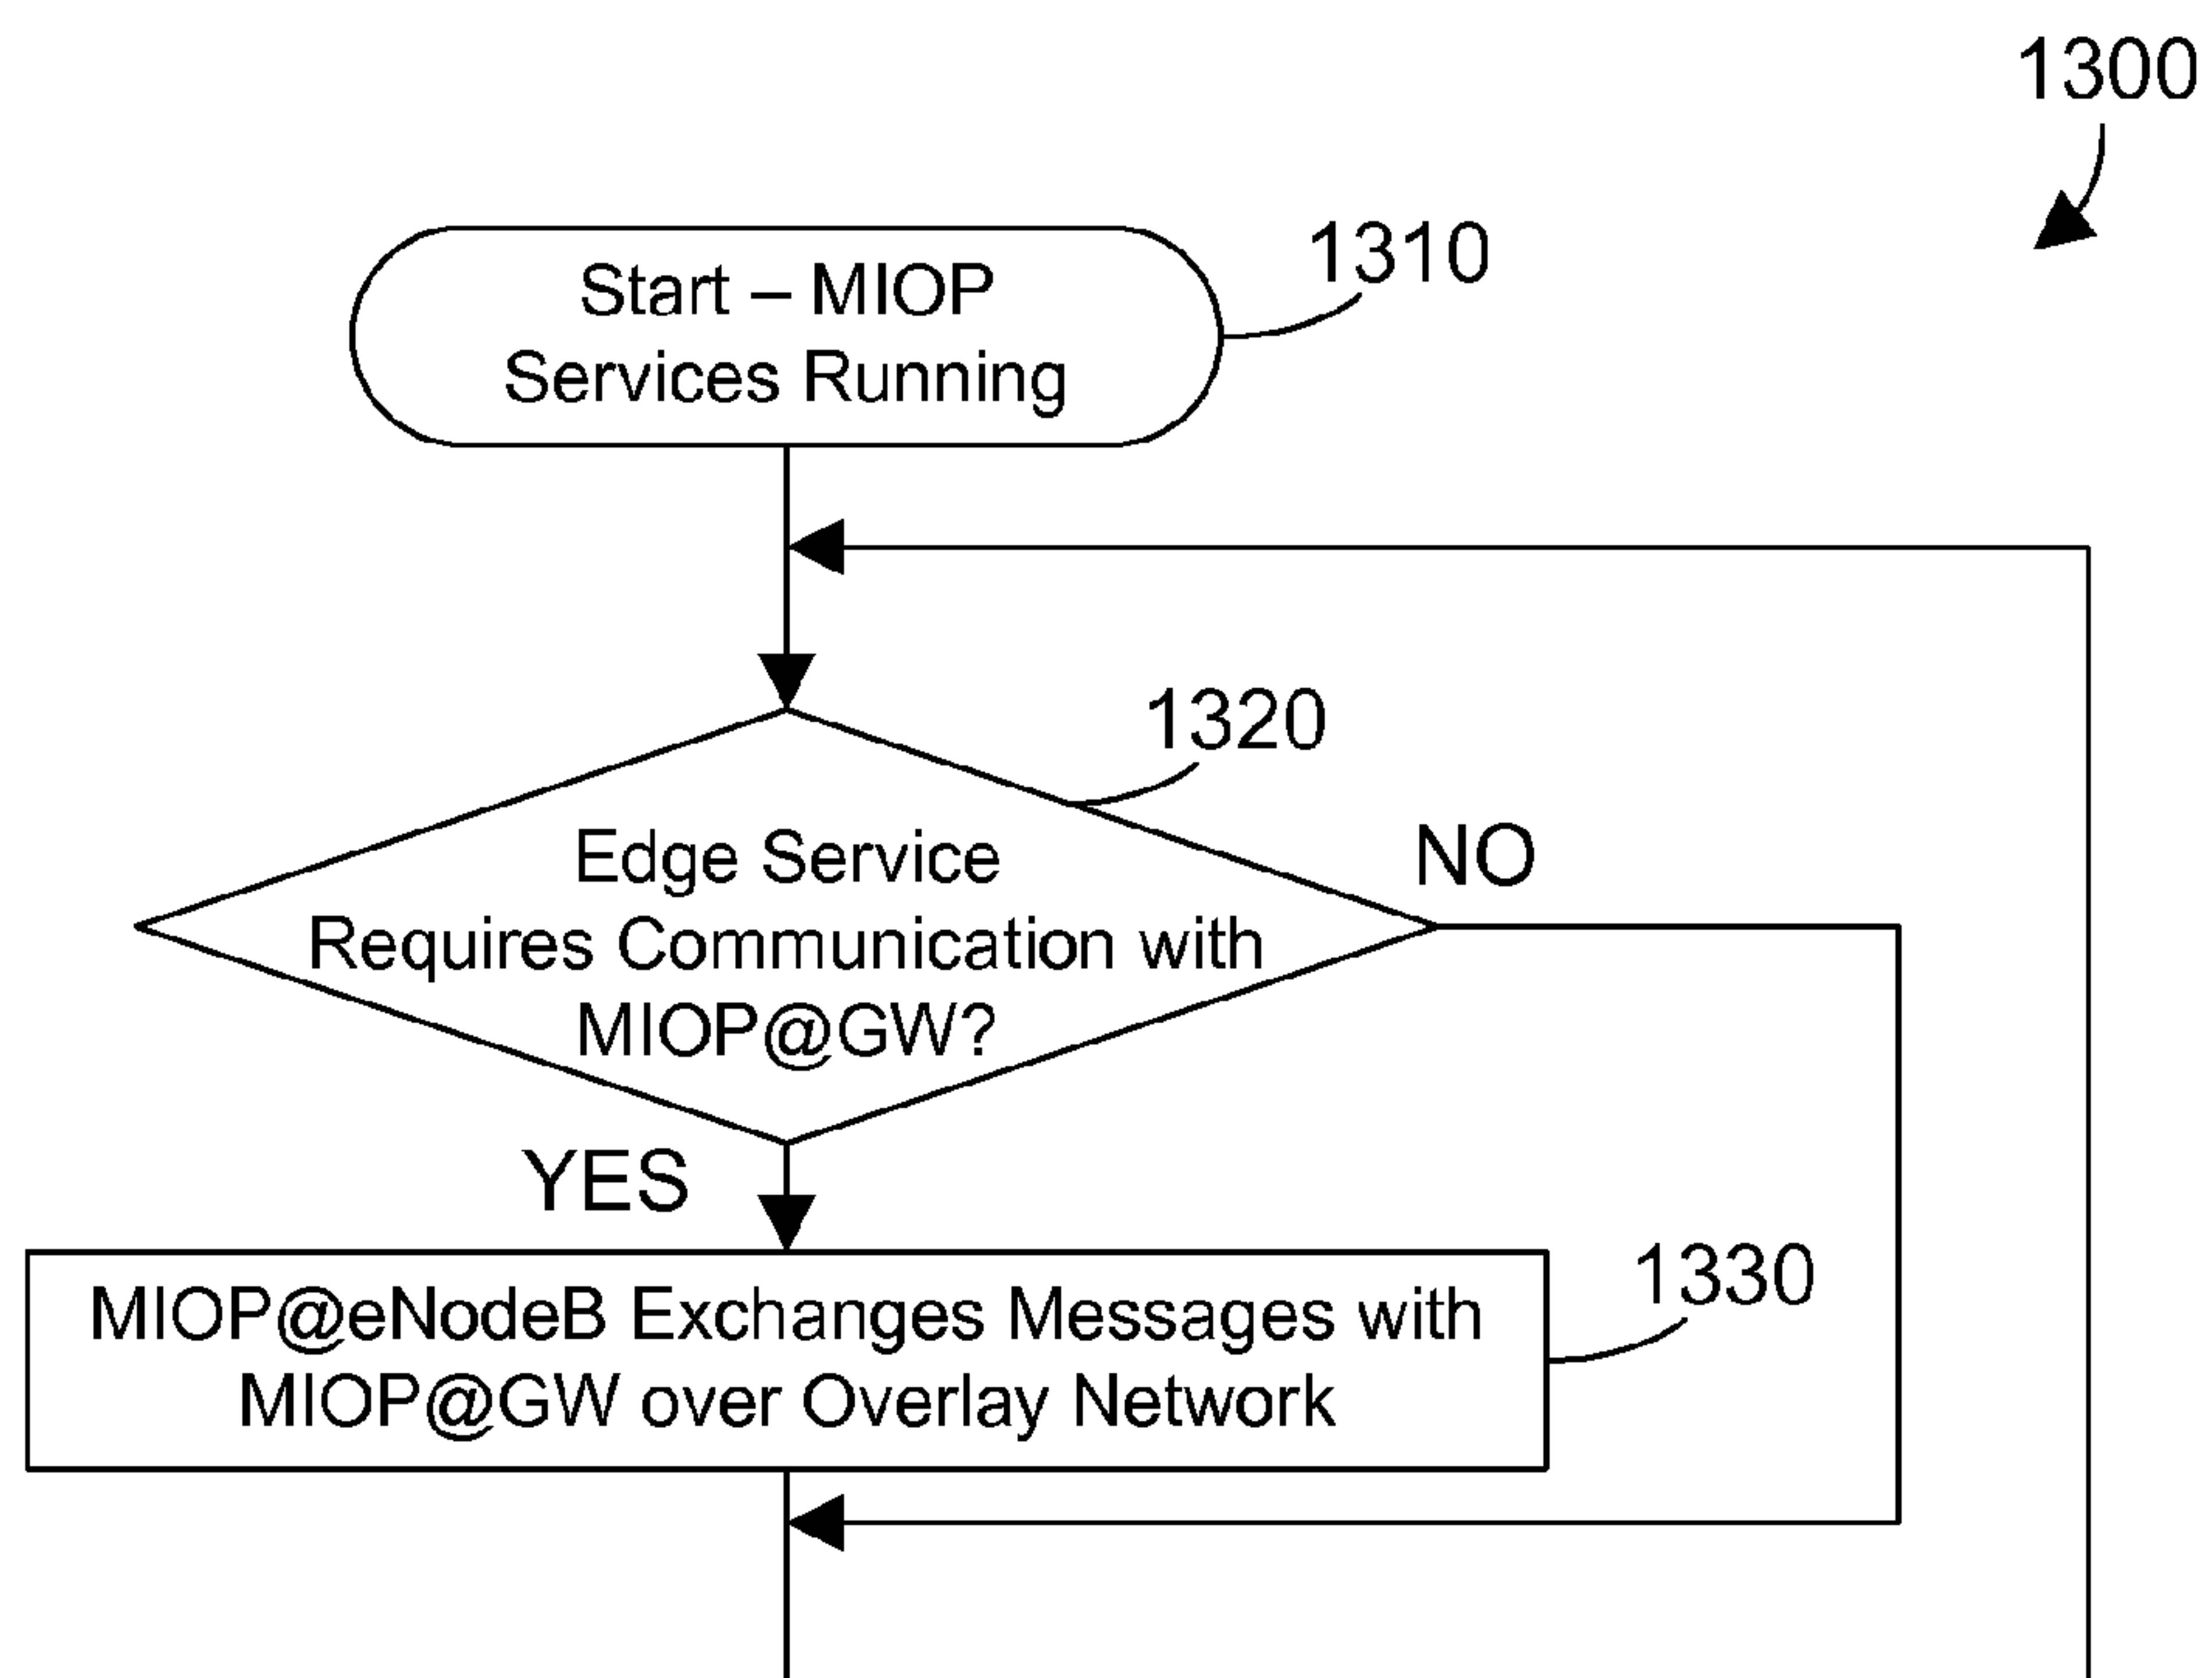 1300
Start – MIOP
Services Running
1310
1320
Edge Service
Requires Communication with
MIOP@GW?
NO
YES
MIOP@eNodeB Exchanges Messages with
MIOP@GW over Overlay Network
1330